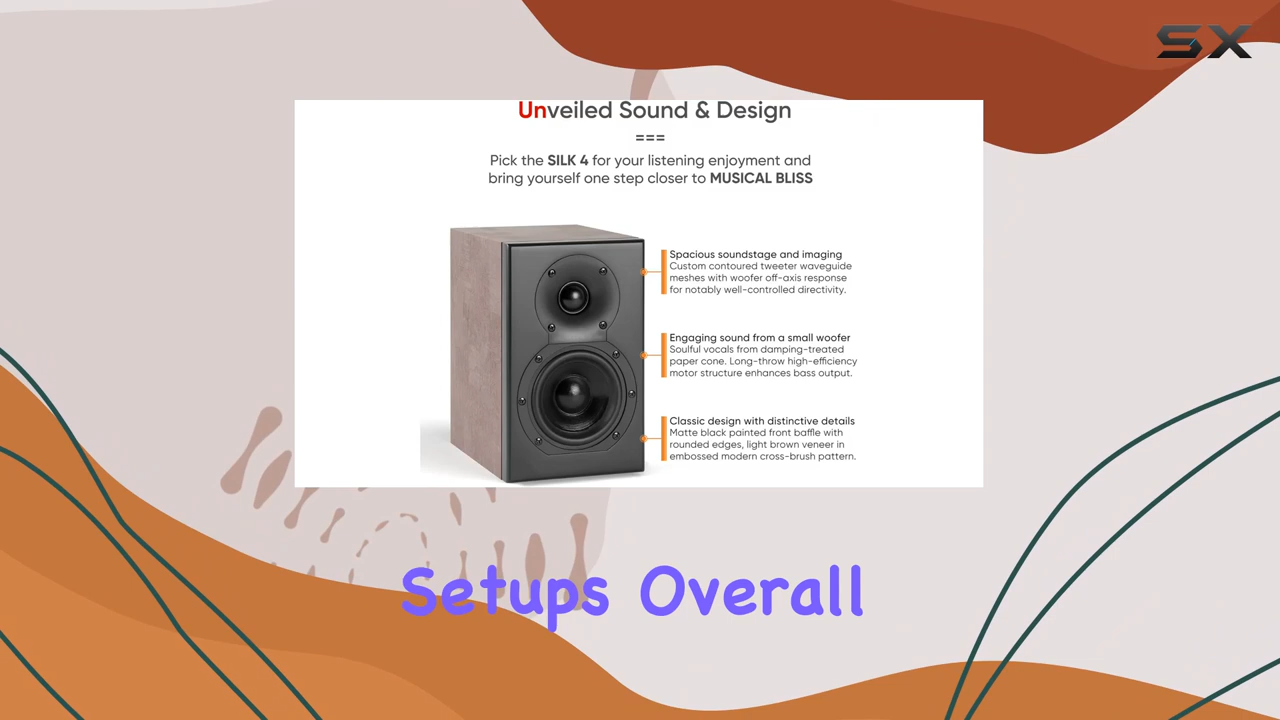 SX
Unveiled Sound & Design
===
Pick the SILK 4 for your listening enjoyment and
bring yourself one step closer to MUSICAL BLISS
Spacious soundstage and imaging
Custom contoured tweeter waveguide
meshes with woofer off-axis response
for notably well-controlled directivity.
Engaging sound from a small woofer
Soulful vocals from damping-treated
paper cone. Long-throw high-efficiency
motor structure enhances bass output.
Classic design with distinctive details
Matte black painted front baffle with
rounded edges, light brown veneer in
embossed modern cross-brush pattern.
Setups Overall